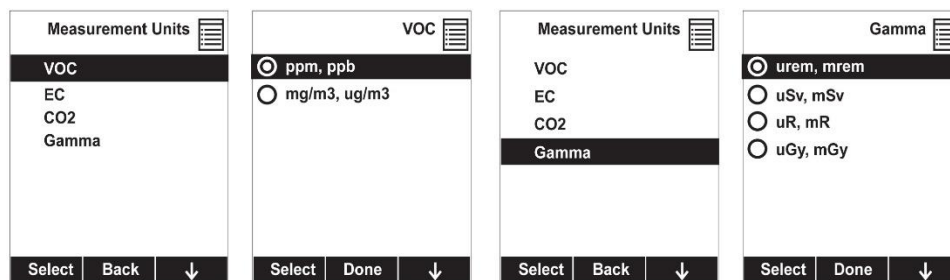 Measurement Units
VOC
EC
CO2
Gamma
Select Back ↓
VOC
ppm, ppb
mg/m3, ug/m3
Select Done ↓
Measurement Units
VOC
EC
CO2
Gamma
Select Back ↓
Gamma
urem, mrem
uSv, mSv
uR, mR
uGy, mGy
Select Done ↓